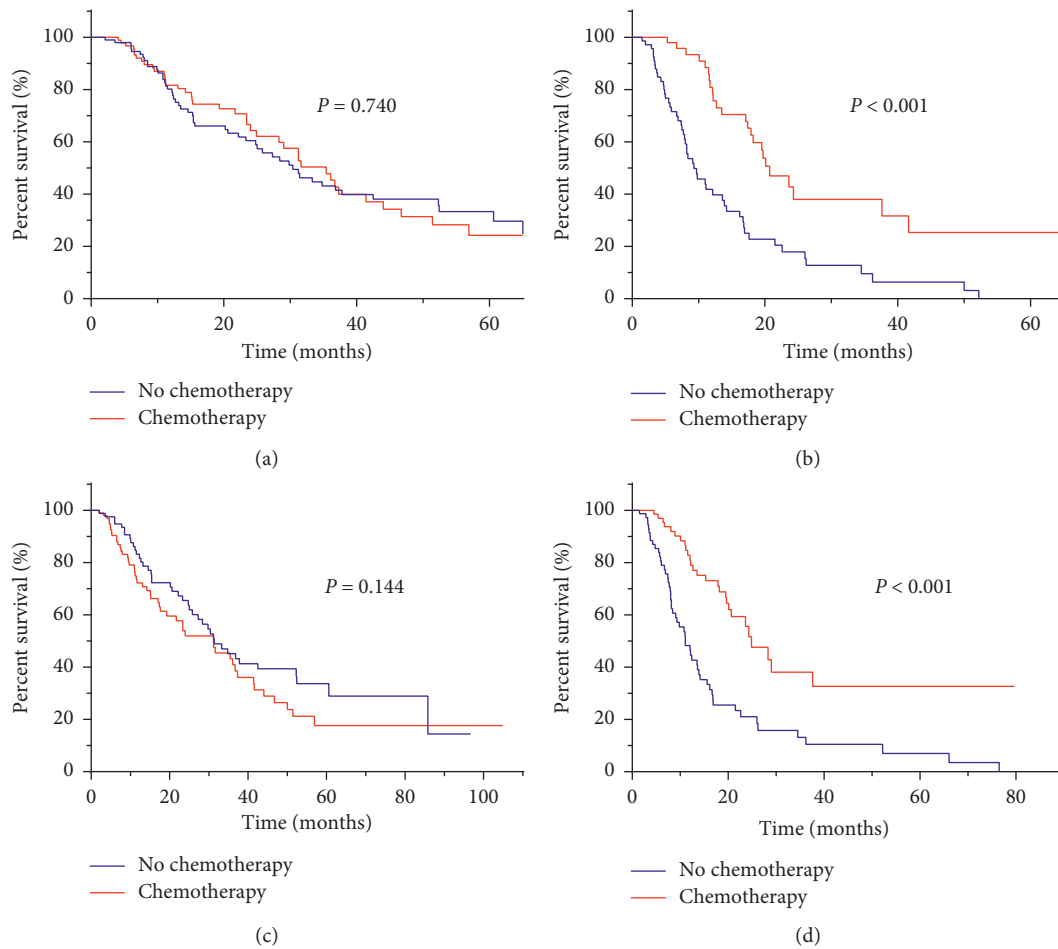 Percent survival (%)
100
80
60
40
20
0
P = 0.740
0 20 40 60
Time (months)
No chemotherapy
Chemotherapy
(a)
Percent survival (%)
100
80
60
40
20
0
P < 0.001
0 20 40 60
Time (months)
No chemotherapy
Chemotherapy
(b)
Percent survival (%)
100
80
60
40
20
0
P = 0.144
0 20 40 60 80 100
Time (months)
No chemotherapy
Chemotherapy
(c)
Percent survival (%)
100
80
60
40
20
0
P < 0.001
0 20 40 60 80
Time (months)
No chemotherapy
Chemotherapy
(d)